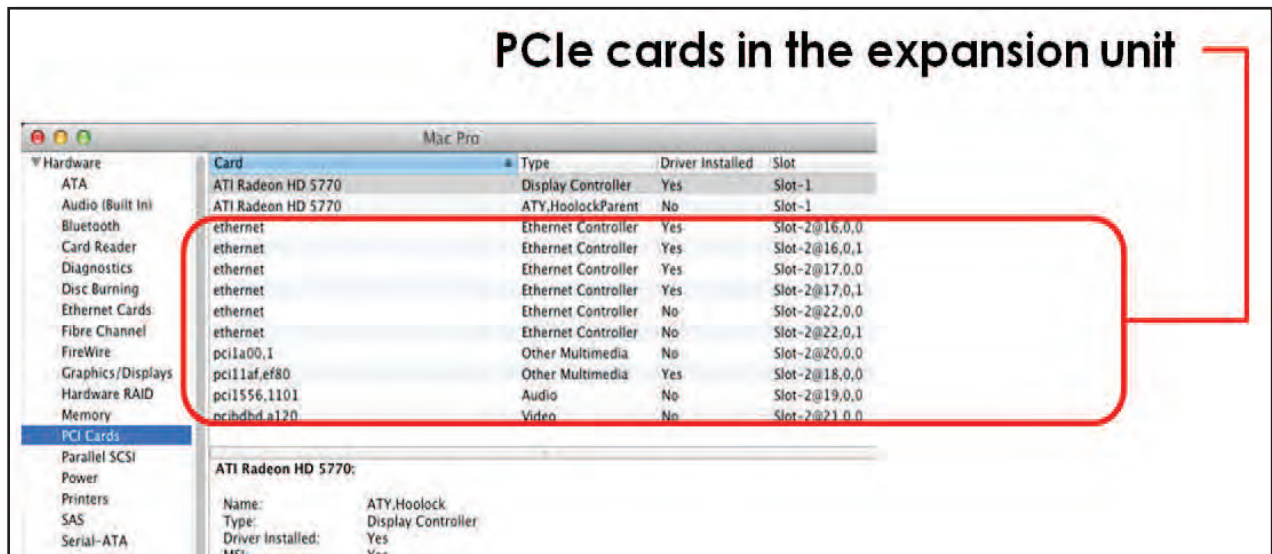 PCIe cards in the expansion unit
Mac Pro
Hardware
ATA
Audio (Built In)
Bluetooth
Card Reader
Diagnostics
Disc Burning
Ethernet Cards
Fibre Channel
FireWire
Graphics/Displays
Hardware RAID
Memory
PCI Cards
Parallel SCSI
Power
Printers
SAS
Serial-ATA
Card Type Driver Installed Slot
ATI Radeon HD 5770 Display Controller Yes Slot-1
ATI Radeon HD 5770 ATY,HoolockParent No Slot-1
ethernet Ethernet Controller Yes Slot-2@16,0,0
ethernet Ethernet Controller Yes Slot-2@16,0,1
ethernet Ethernet Controller Yes Slot-2@17,0,0
ethernet Ethernet Controller Yes Slot-2@17,0,1
ethernet Ethernet Controller No Slot-2@22,0,0
ethernet Ethernet Controller No Slot-2@22,0,1
pci1a00,1 Other Multimedia No Slot-2@20,0,0
pci11af,ef80 Other Multimedia Yes Slot-2@18,0,0
pci1556,1101 Audio No Slot-2@19,0,0
pcibdbd,a120 Video No Slot-2@21,0,0
ATI Radeon HD 5770:
Name: ATY,Hoolock
Type: Display Controller
Driver Installed: Yes
MSI: Yes